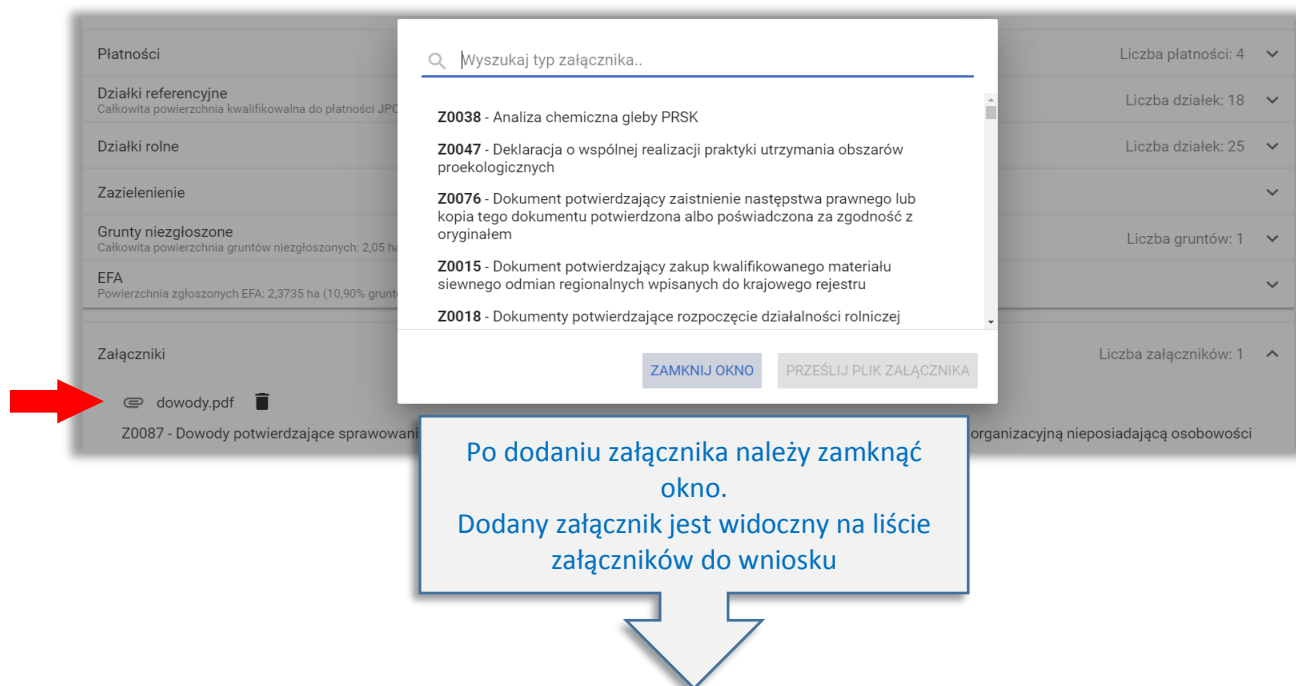 Płatności
Liczba płatności: 4
Działki referencyjne
Całkowita powierzchnia kwalifikowalna do płatności
Liczba działek: 18
Działki rolne
Liczba działek: 25
Zazielenienie
Grunty niezgłoszone
Całkowita powierzchnia gruntów niezgłoszonych: 2,05
Liczba gruntów: 1
EFA
Powierzchnia zgłoszonych EFA: 2,3735 ha (10,90%
Załączniki
Liczba załączników: 1
dowody.pdf
Z0087 - Dowody potwierdzające
organizacyjną nieposiadającą osobowości
Wyszukaj typ załącznika..
Z0038 - Analiza chemiczna gleby PRSK
Z0047 - Deklaracja o wspólnej realizacji praktyki utrzymania obszarów
proekologicznych
Z0076 - Dokument potwierdzający zaistnienie następstwa prawnego lub
kopia tego dokumentu potwierdzona albo poświadczona za zgodność z
oryginałem
Z0015 - Dokument potwierdzający zakup kwalifikowanego materiału
siewnego odmian regionalnych wpisanych do krajowego rejestru
Z0018 - Dokumenty potwierdzające rozpoczęcie działalności rolniczej
ZAMKNIJ OKNO
PRZEŚLIJ PLIK ZAŁĄCZNIKA
Po dodaniu załącznika należy zamknąć
okno.
Dodany załącznik jest widoczny na liście
załączników do wniosku